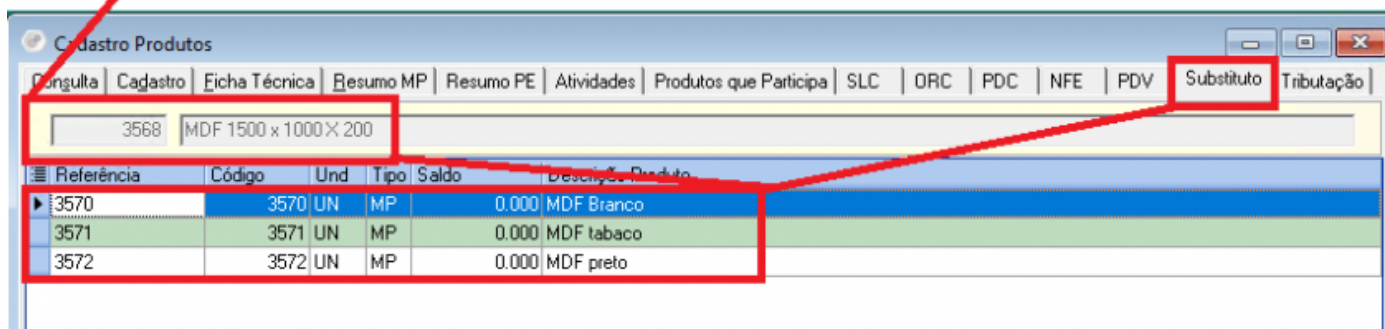 Cadastro Produtos
Consulta Cadastro Ficha Técnica Resumo MP Resumo PE Atividades Produtos que Participa SLC ORC PDC NFE PDV Substituto Tributação
3568 MDF 1500 x 1000 X 200
Referência Código Und Tipo Saldo Descrição Produto
3570 3570 UN MP 0.000 MDF Branco
3571 3571 UN MP 0.000 MDF tabaco
3572 3572 UN MP 0.000 MDF preto